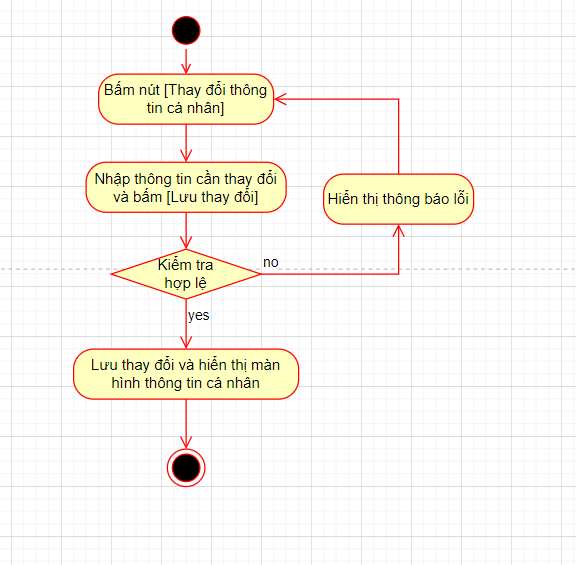 Bấm nút [Thay đổi thông
tin cá nhân]
Nhập thông tin cần thay đổi
và bấm [Lưu thay đổi]
Hiển thị thông báo lỗi
Kiểm tra
hợp lệ
no
yes
Lưu thay đổi và hiển thị màn
hình thông tin cá nhân